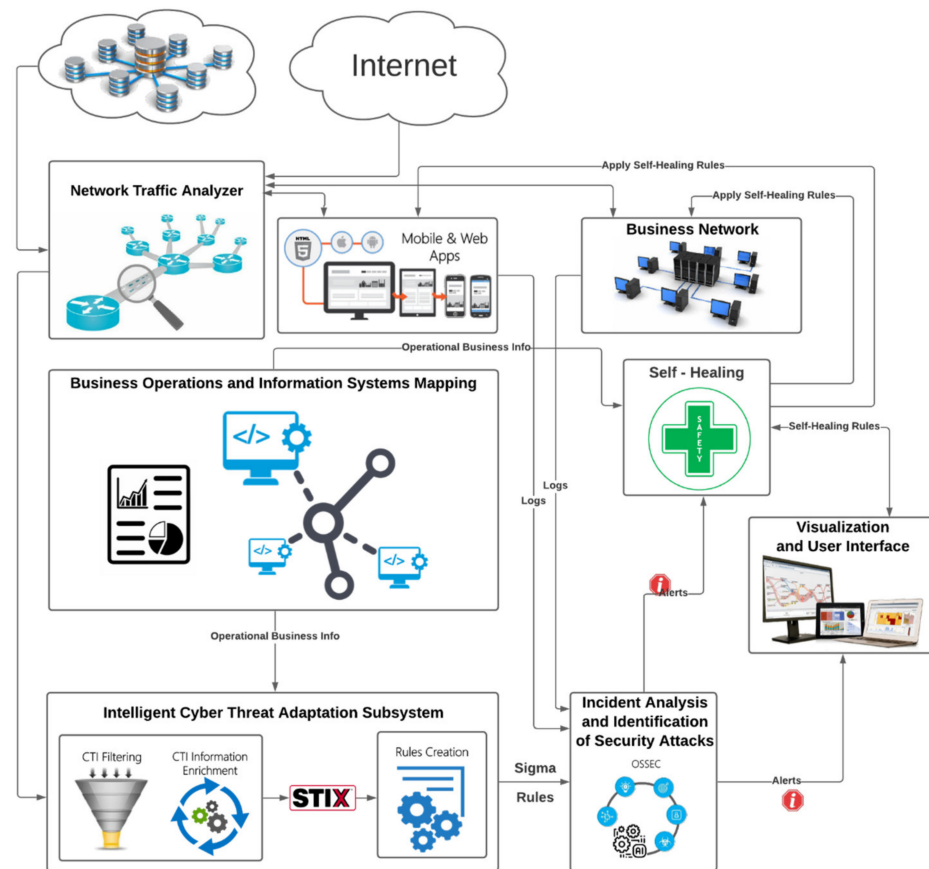 Internet
Apply Self-Healing Rules
Network Traffic Analyzer
Apply Self-Healing Rules
HTML
5
Mobile & Web
Apps
Business Network
Operational Business Info
Self - Healing
Business Operations and Information Systems Mapping
</>
SAFETY
Self-Healing Rules
Logs
Logs
</>
</>
Visualization
and User Interface
i
Alerts
Operational Business Info
Intelligent Cyber Threat Adaptation Subsystem
Incident Analysis
and Identification
of Security Attacks
CTI Filtering
CTI Information
Enrichment
Rules Creation
OSSEC
STIX
Sigma
Rules
Alerts
i
AI